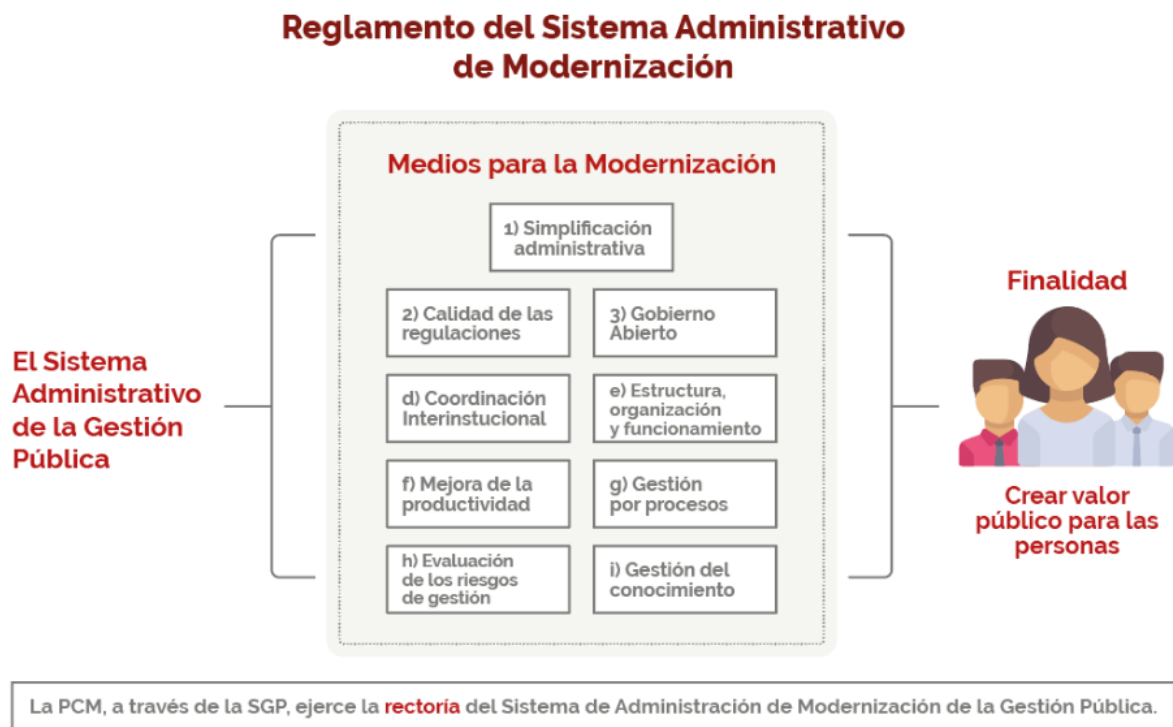 Reglamento del Sistema Administrativo
de Modernización
Medios para la Modernización
1) Simplificación
administrativa
2) Calidad de las
regulaciones
3) Gobierno
Abierto
d) Coordinación
Interinstucional
e) Estructura,
organización
y funcionamiento
f) Mejora de la
productividad
g) Gestión
por procesos
h) Evaluación
de los riesgos
de gestión
i) Gestión del
conocimiento
El Sistema
Administrativo
de la Gestión
Pública
Finalidad
Crear valor
público para las
personas
La PCM, a través de la SGP, ejerce la rectoría del Sistema de Administración de Modernización de la Gestión Pública.